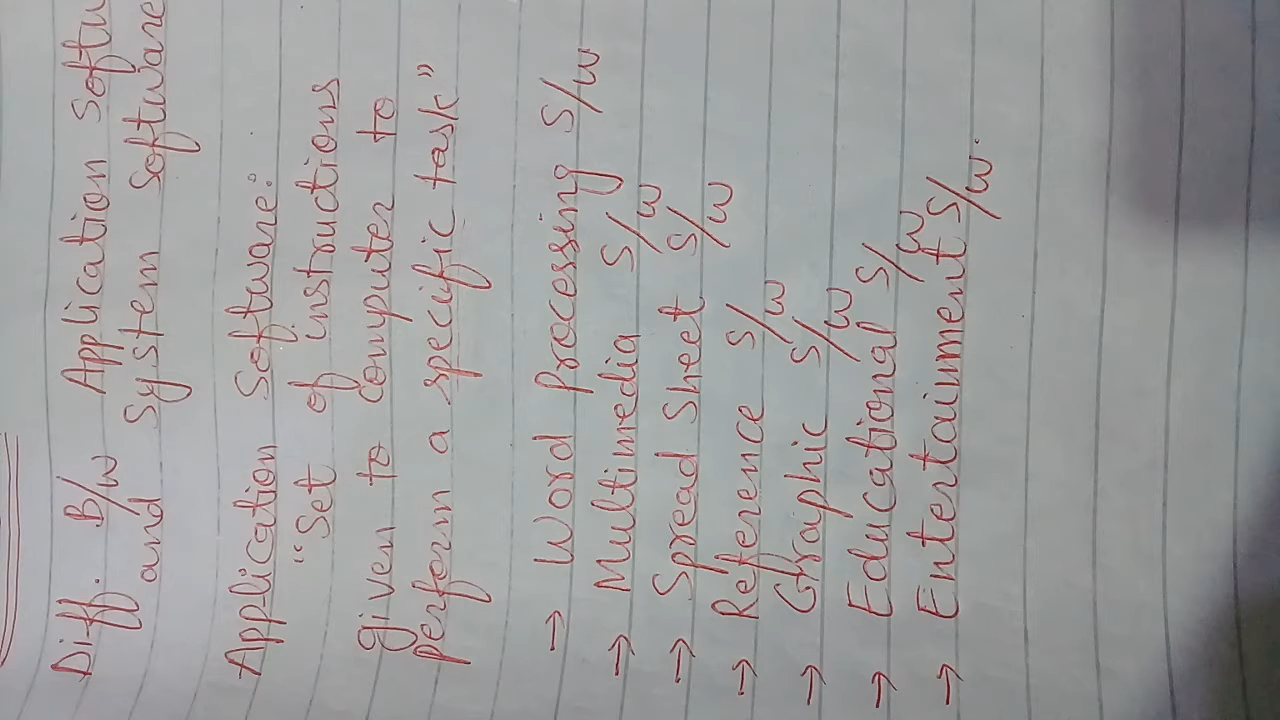 Diff. B/w Application Softw
and System Software
Application Software:
"Set of instructions
given to computer to
perform a specific task"
→ Word Processing S/W
→ Multimedia S/W
→ Spread Sheet S/W
→ Reference S/W
→ Graphic S/W
→ Educational S/W
→ Entertainment S/W.